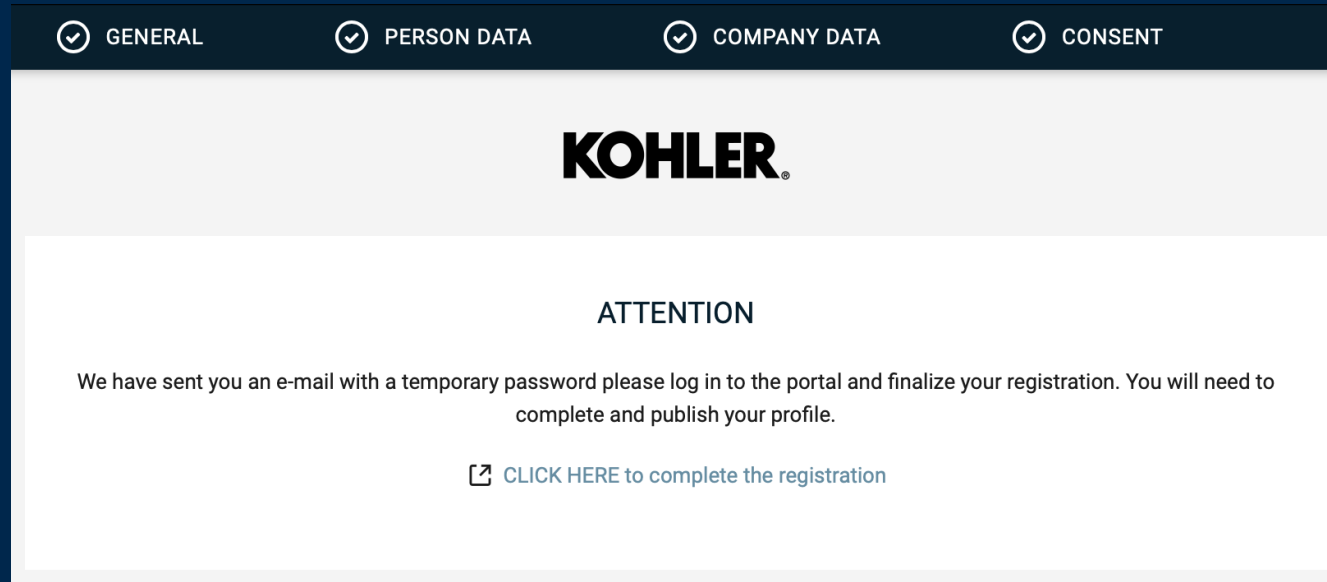 GENERAL PERSON DATA COMPANY DATA CONSENT
KOHLER®
ATTENTION
We have sent you an e-mail with a temporary password please log in to the portal and finalize your registration. You will need to
complete and publish your profile.
CLICK HERE to complete the registration